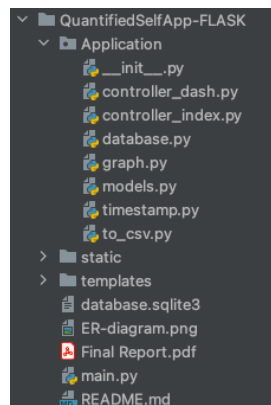 QuantifiedSelfApp-FLASK
Application
__init__.py
controller_dash.py
controller_index.py
database.py
graph.py
models.py
timestamp.py
to_csv.py
static
templates
database.sqlite3
ER-diagram.png
Final Report.pdf
main.py
README.md